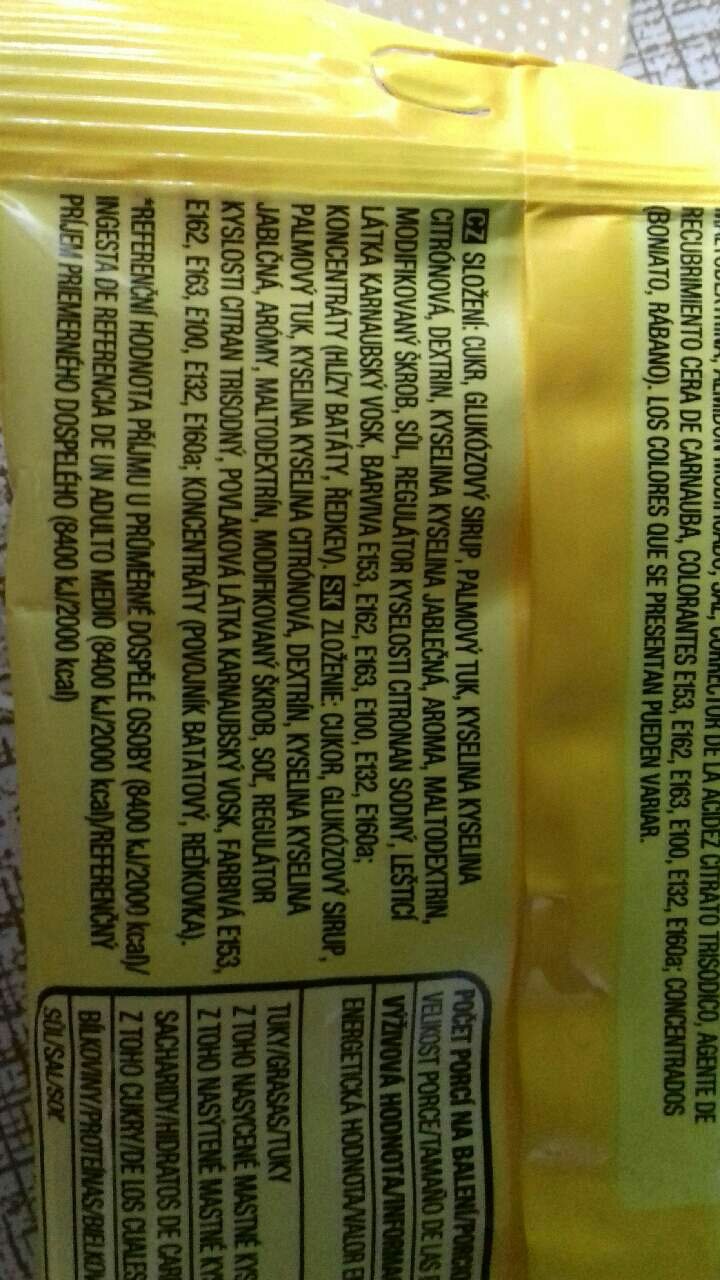 RECUBRIMIENTO CERA DE CARNAUBA, COLORANTES E153, E162, E163, E100, E132, E160a; CONCENTRADOS
(BONIATO, RÁBANO). LOS COLORES QUE SE PRESENTAN PUEDEN VARIAR.
CZ SLOŽENÍ: CUKR, GLUKÓZOVÝ SIRUP, PALMOVÝ TUK, KYSELINA KYSELINA
CITRÓNOVÁ, DEXTRIN, KYSELINA KYSELINA JABLEČNÁ, AROMA, MALTODEXTRIN,
MODIFIKOVANÝ ŠKROB, SŮL, REGULÁTOR KYSELOSTI CITRONAN SODNÝ, LEŠTICÍ
LÁTKA KARNAUBSKÝ VOSK, BARVIVA E153, E162, E163, E100, E132, E160a;
KONCENTRÁTY (HLÍZY BATÁTY, ŘEDKEV). SK ZLOŽENIE: CUKOR, GLUKÓZOVÝ SIRUP,
PALMOVÝ TUK, KYSELINA KYSELINA CITRÓNOVÁ, DEXTRÍN, KYSELINA KYSELINA
JABLČNÁ, ARÓMY, MALTODEXTRÍN, MODIFIKOVANÝ ŠKROB, SOĽ, REGULÁTOR
KYSLOSTI CITRAN TRISODNÝ, POVLAKOVÁ LÁTKA KARNAUBSKÝ VOSK, FARBIVÁ E153,
E162, E163, E100, E132, E160a; KONCENTRÁTY (POVOJNÍK BATATOVÝ, REĎKOVKA).
*REFERENČNÍ HODNOTA PŘÍJMU U PRŮMĚRNÉ DOSPĚLÉ OSOBY (8400 kJ/2000 kcal)/
INGESTA DE REFERENCIA DE UN ADULTO MEDIO (8400 kJ/2000 kcal)/REFERENČNÝ
PRÍJEM PRIEMERNÉHO DOSPELÉHO (8400 kJ/2000 kcal)
POČET PORCÍ NA BALENÍ/
VELIKOST PORCE/TAMAÑO DE LAS
VÝŽIVOVÁ HODNOTA/
ENERGETICKÁ HODNOTA/VALOR
TUKY/GRASAS/TUKY
Z TOHO NASYCENÉ MASTNÉ
Z TOHO NASÝTENÉ MASTNÉ
SACHARIDY/HIDRATOS DE
Z TOHO CUKRY/DE LOS CUALES
BÍLKOVINY/PROTEÍNAS/
SŮL/SAL/SOĽ